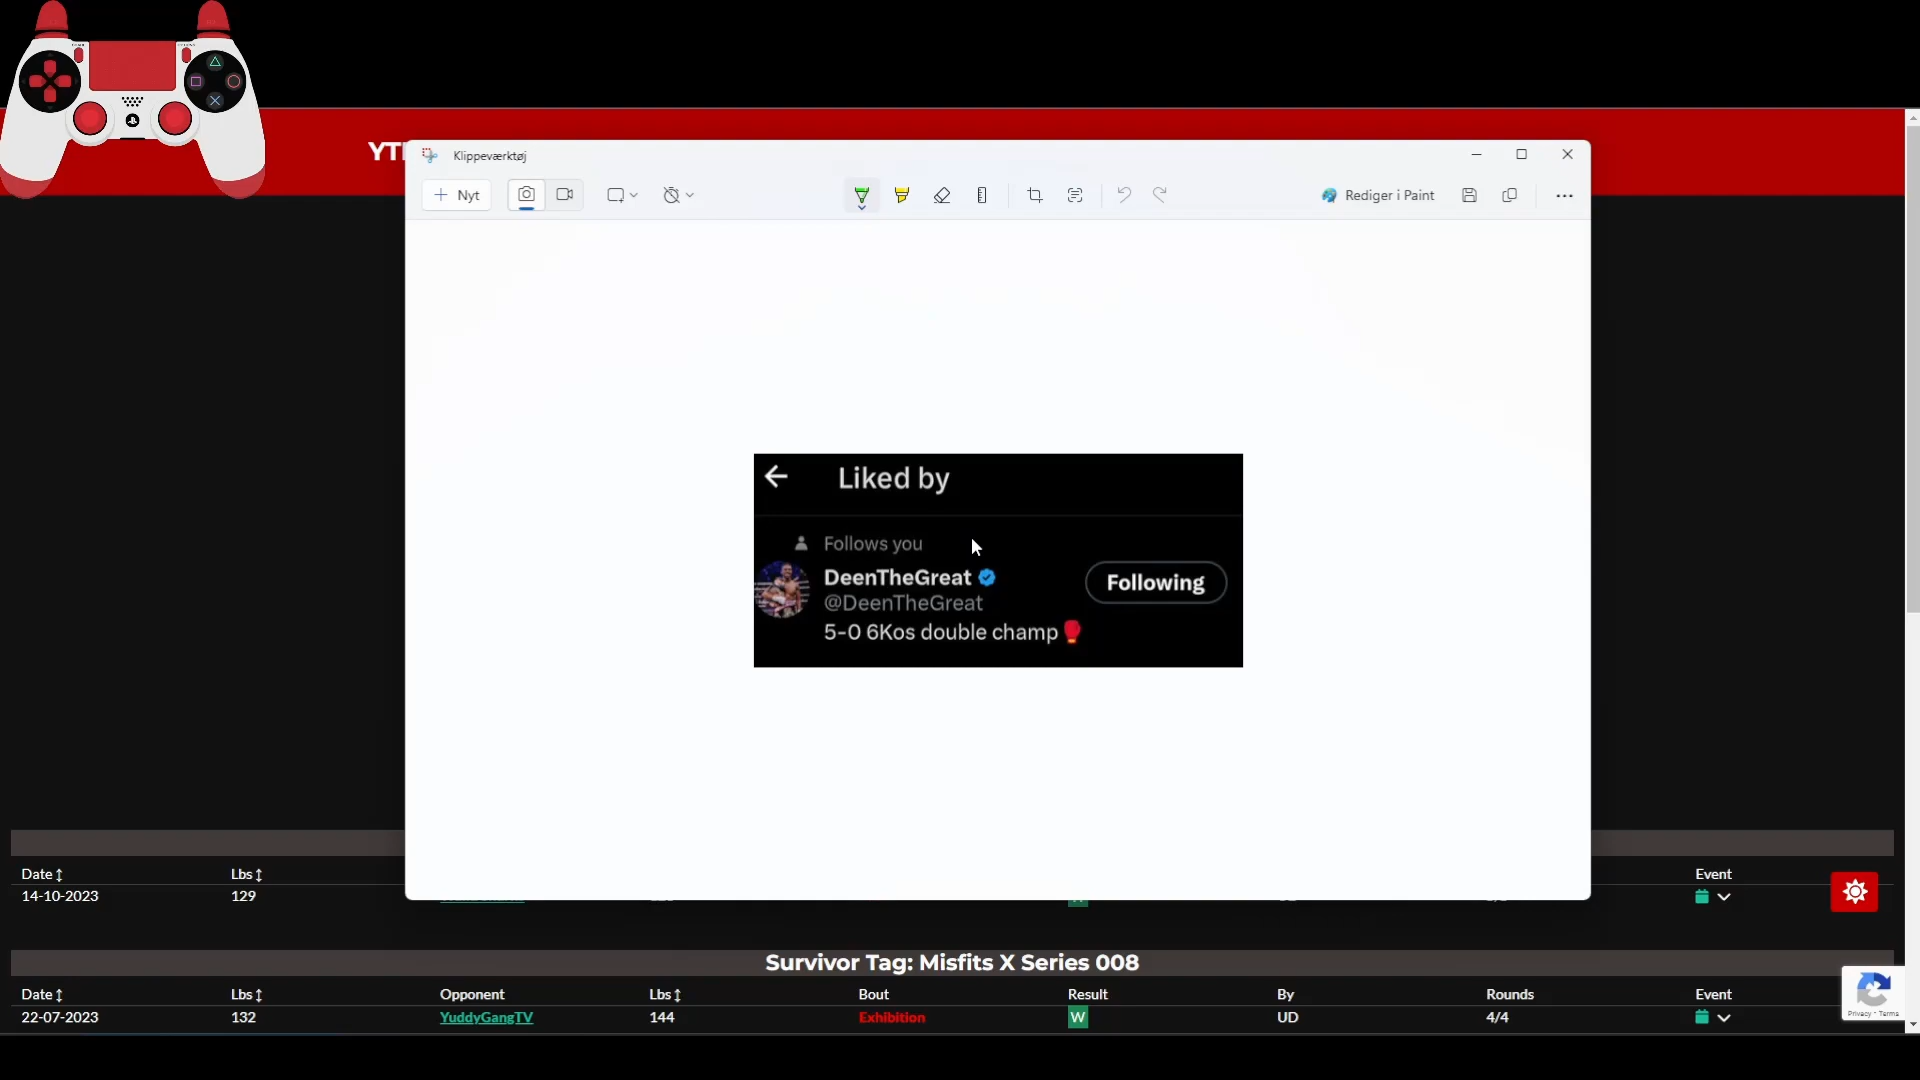 YT
Klippeværktøj
Nyt
Rediger i Paint
Liked by
Follows you
DeenTheGreat
@DeenTheGreat
Following
5-0 6Kos double champ
Date Lbs Event
14-10-2023 129
Survivor Tag: Misfits X Series 008
Date Lbs Opponent Lbs Bout Result By Rounds Event
22-07-2023 132 YuddyGangTV 144 Exhibition W UD 4/4
Privacy - Terms